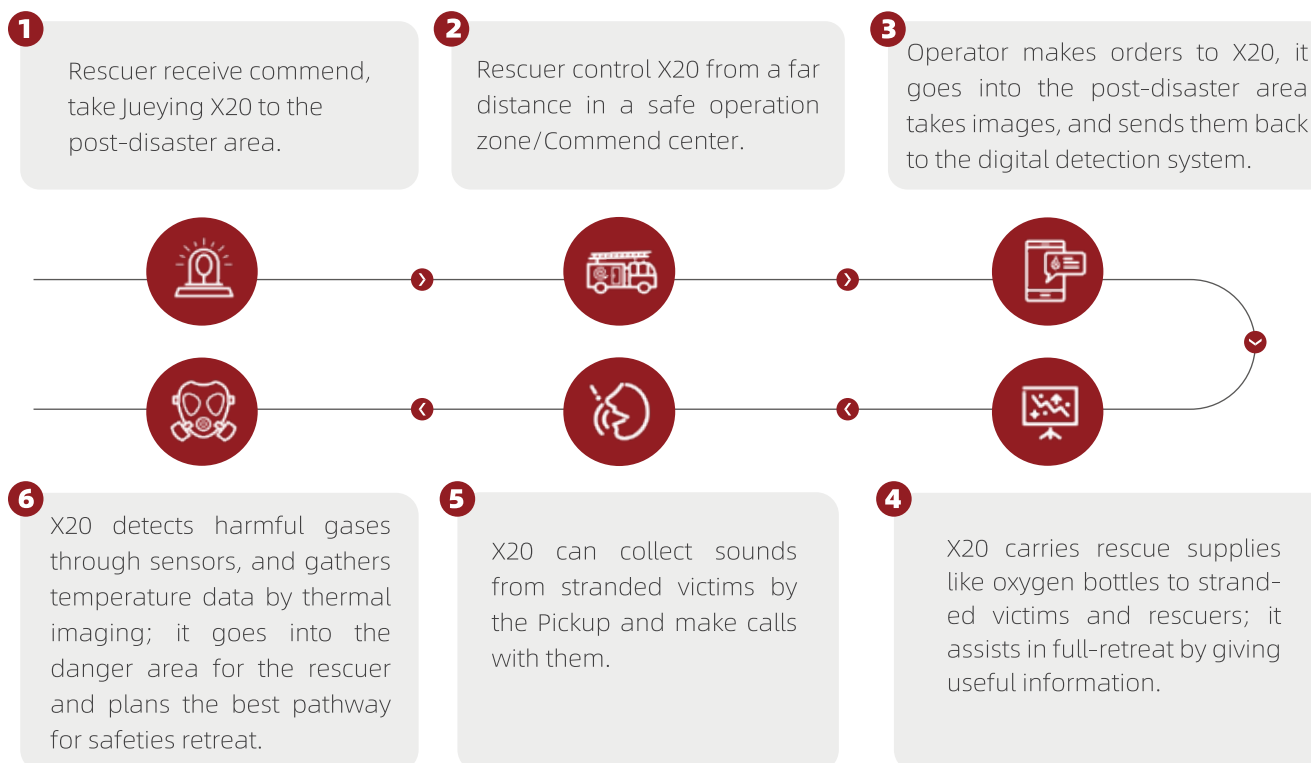 1
Rescuer receive commend,
take Jueying X20 to the
post-disaster area.
2
Rescuer control X20 from a far
distance in a safe operation
zone/Commend center.
3
Operator makes orders to X20, it
goes into the post-disaster area
takes images, and sends them back
to the digital detection system.
4
X20 carries rescue supplies
like oxygen bottles to strand-
ed victims and rescuers; it
assists in full-retreat by giving
useful information.
5
X20 can collect sounds
from stranded victims by
the Pickup and make calls
with them.
6
X20 detects harmful gases
through sensors, and gathers
temperature data by thermal
imaging; it goes into the
danger area for the rescuer
and plans the best pathway
for safeties retreat.